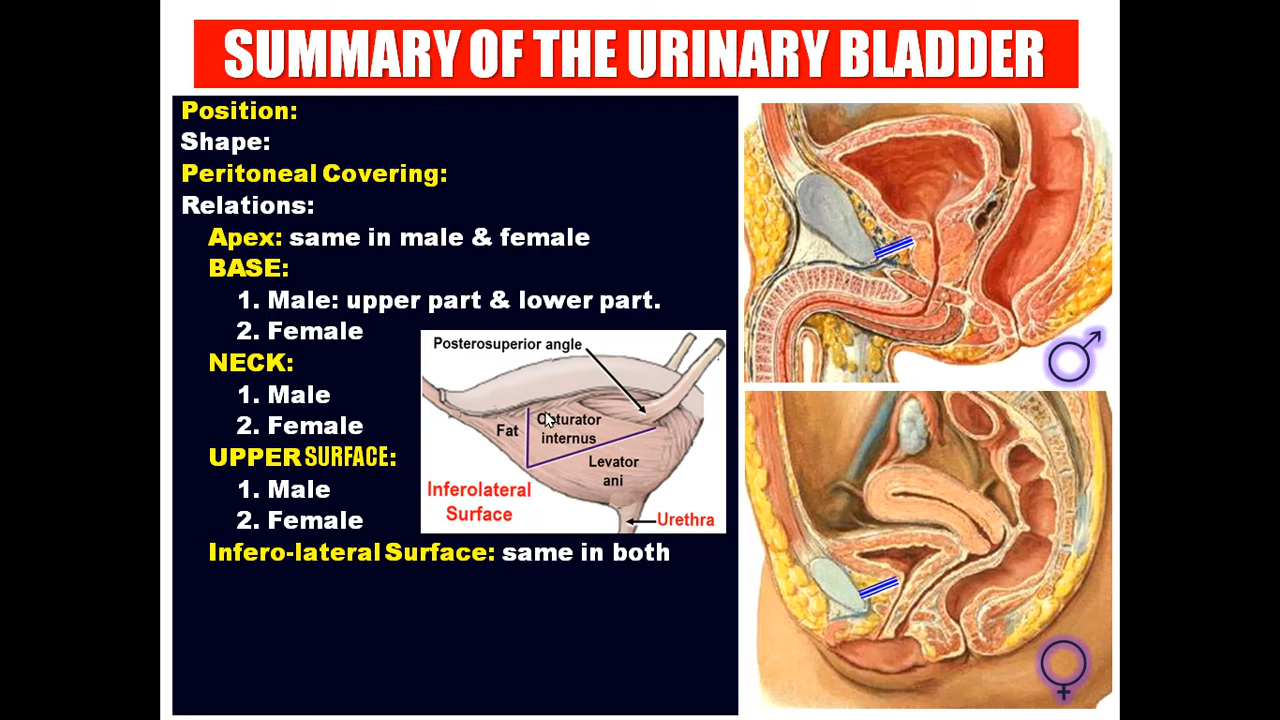 SUMMARY OF THE URINARY BLADDER
Position:
Shape:
Peritoneal Covering:
Relations:
Apex: same in male & female
BASE:
1. Male: upper part & lower part.
2. Female
NECK:
1. Male
2. Female
UPPER SURFACE:
1. Male
2. Female
Infero-lateral Surface: same in both
Posterosuperior angle
Fat
Obturator
internus
Levator
ani
Inferolateral
Surface
Urethra